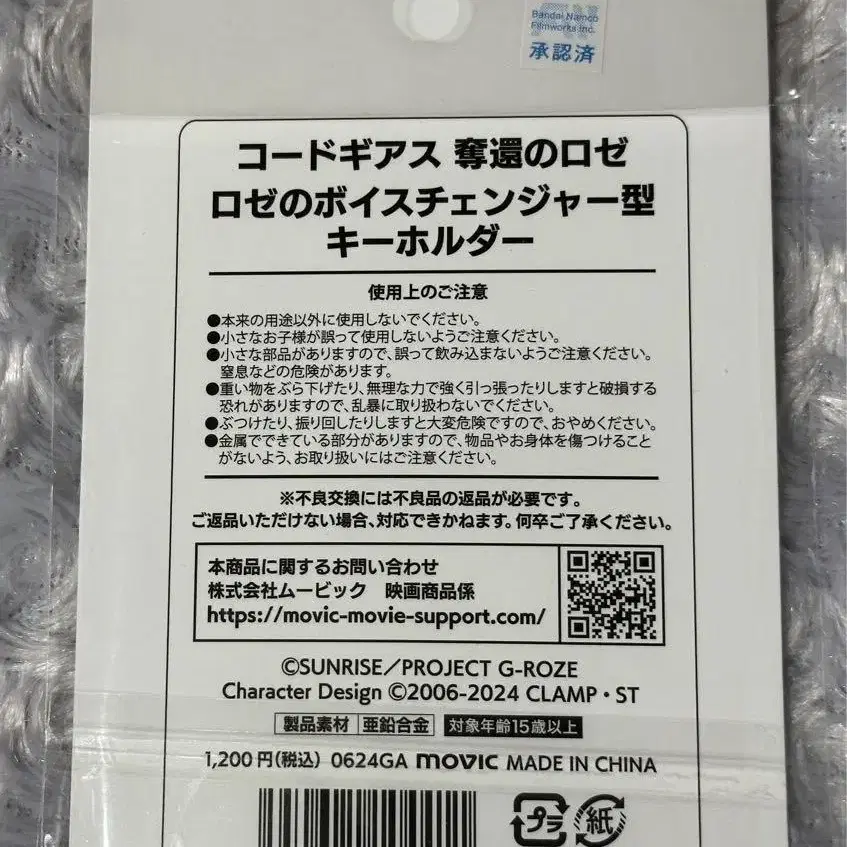 Bandai Namco
Filmworks Inc.
承認済
コードギアス 奪還のロゼ
ロゼのボイスチェンジャー型
キーホルダー
使用上のご注意
●本来の用途以外に使用しないでください。
●小さなお子様が誤って使用しないようご注意ください。
●小さな部品がありますので、誤って飲み込まないようご注意ください。
窒息などの危険があります。
●重い物をぶら下げたり、無理な力で強く引っ張ったりしますと破損する
恐れがありますので、乱暴に取り扱わないでください。
●ぶつけたり、振り回したりしますと大変危険ですので、おやめください。
●金属でできている部分がありますので、物品やお身体を傷つけること
がないよう、お取り扱いにはご注意ください。
※不良交換には不良品の返品が必要です。
ご返品いただけない場合、対応できかねます。何卒ご了承ください。
本商品に関するお問い合わせ
株式会社ムービック 映画商品係
https://movic-movie-support.com/
©SUNRISE／PROJECT G-ROZE
Character Design ©2006-2024 CLAMP・ST
製品素材 亜鉛合金 対象年齢15歳以上
1,200円(税込) 0624GA movic MADE IN CHINA
プラ 紙